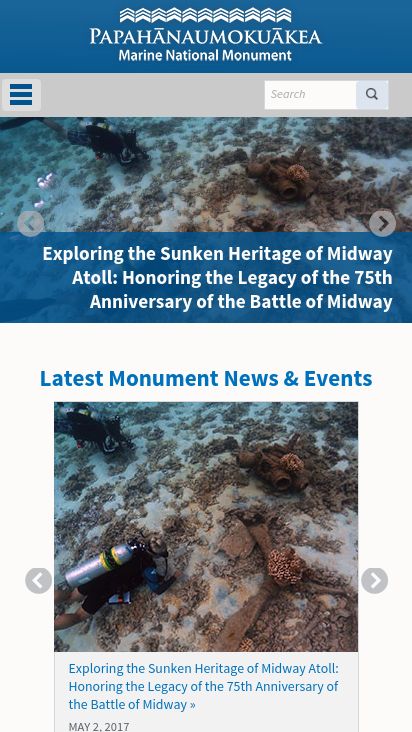 PAPAHĀNAUMOKUĀKEA
Marine National Monument
Search
Exploring the Sunken Heritage of Midway
Atoll: Honoring the Legacy of the 75th
Anniversary of the Battle of Midway
Latest Monument News & Events
Exploring the Sunken Heritage of Midway Atoll:
Honoring the Legacy of the 75th Anniversary of
the Battle of Midway »
MAY 2, 2017